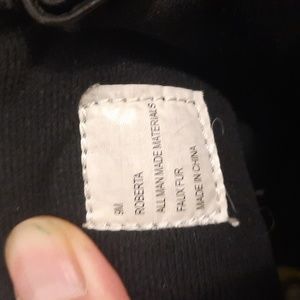 9M
ROBERTA
ALL MAN MADE MATERIALS
FAUX FUR
MADE IN CHINA